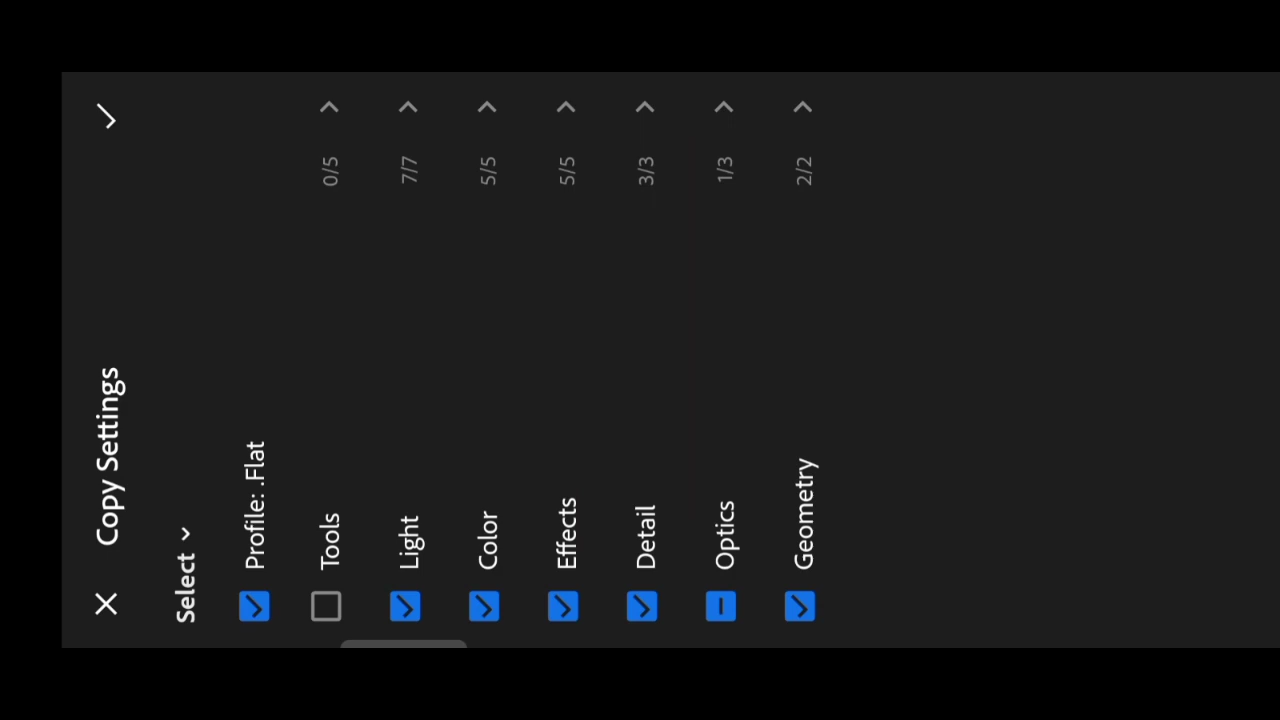 Copy Settings
Select
Profile: .Flat
Tools 0/5
Light 7/7
Color 5/5
Effects 5/5
Detail 3/3
Optics 1/3
Geometry 2/2